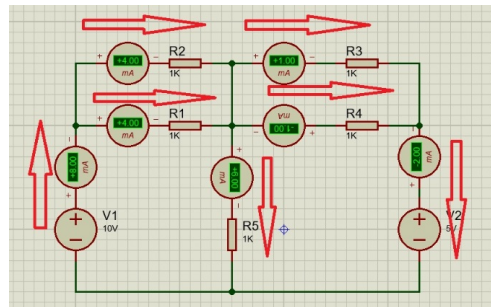 R2
R3
+ +4.00 − 1K
mA
+ +1.00 − 1K
mA
R1
R4
+ +4.00 − 1K
mA
− -1.00 + 1K
mA
− +8.00 +
mA
+ +6.00 −
mA
− -2.00 +
mA
V1
10V
R5
1K
V2
5V